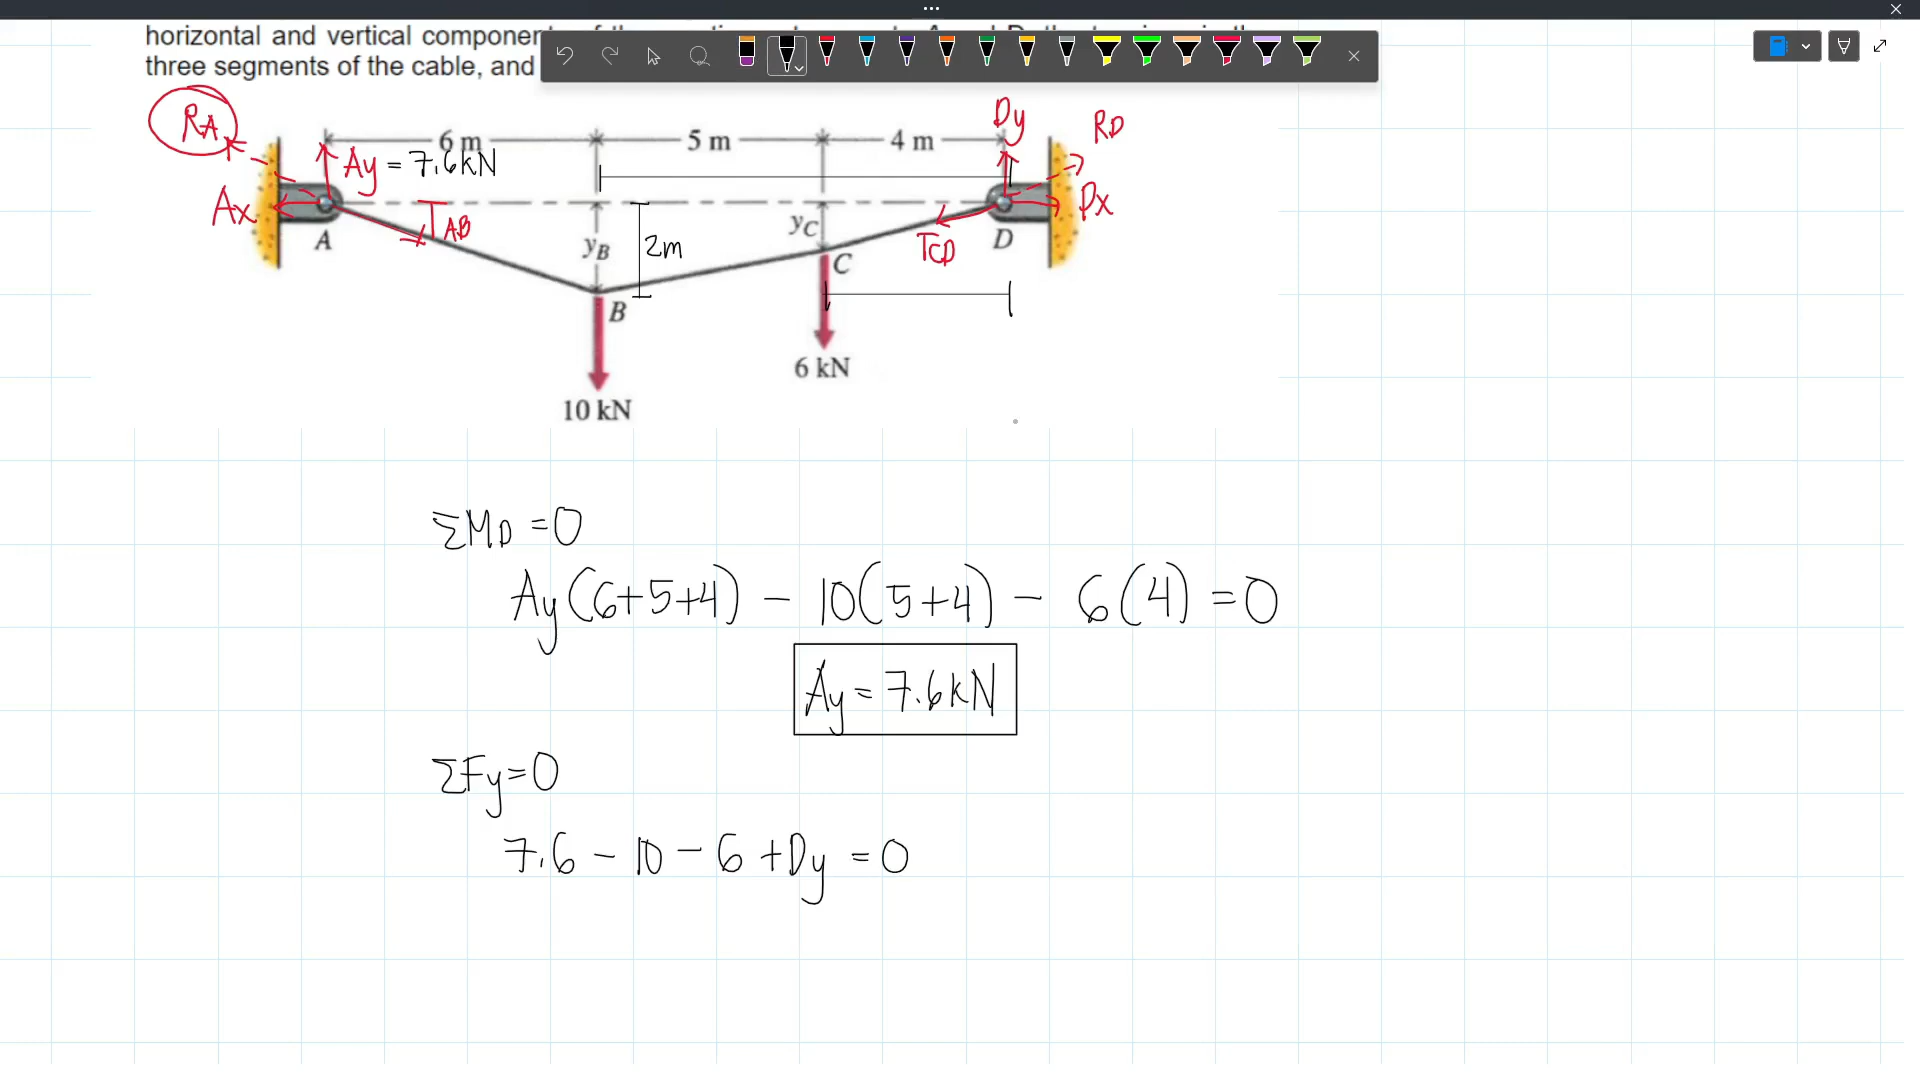 horizontal and vertical component
three segments of the cable, and
RA
Dy
RD
6 m
5 m
4 m
Ay = 7.6kN
Ax
TAB
Dx
A
yB
2m
yC
C
TCD
D
B
6 kN
10 kN
ΣMD = 0
Ay(6+5+4) - 10(5+4) - 6(4) = 0
Ay = 7.6kN
ΣFy = 0
7.6 - 10 - 6 + Dy = 0